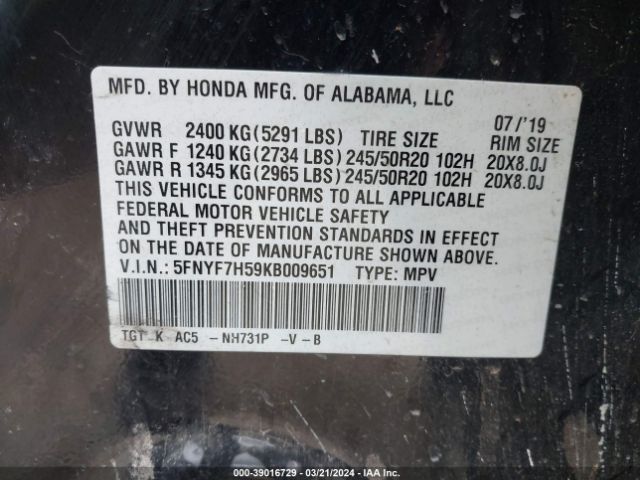 MFD. BY HONDA MFG. OF ALABAMA, LLC
07/'19
GVWR 2400 KG(5291 LBS) TIRE SIZE RIM SIZE
GAWR F 1240 KG(2734 LBS)245/50R20 102H 20X8.0J
GAWR R 1345 KG(2965 LBS)245/50R20 102H 20X8.0J
THIS VEHICLE CONFORMS TO ALL APPLICABLE
FEDERAL MOTOR VEHICLE SAFETY
AND THEFT PREVENTION STANDARDS IN EFFECT
ON THE DATE OF MANUFACTURE SHOWN ABOVE.
V.I.N.: 5FNYF7H59KB009651 TYPE: MPV
TGT K AC5 - NH731P -V - B
000-39016729 - 03/21/2024 - IAA Inc.